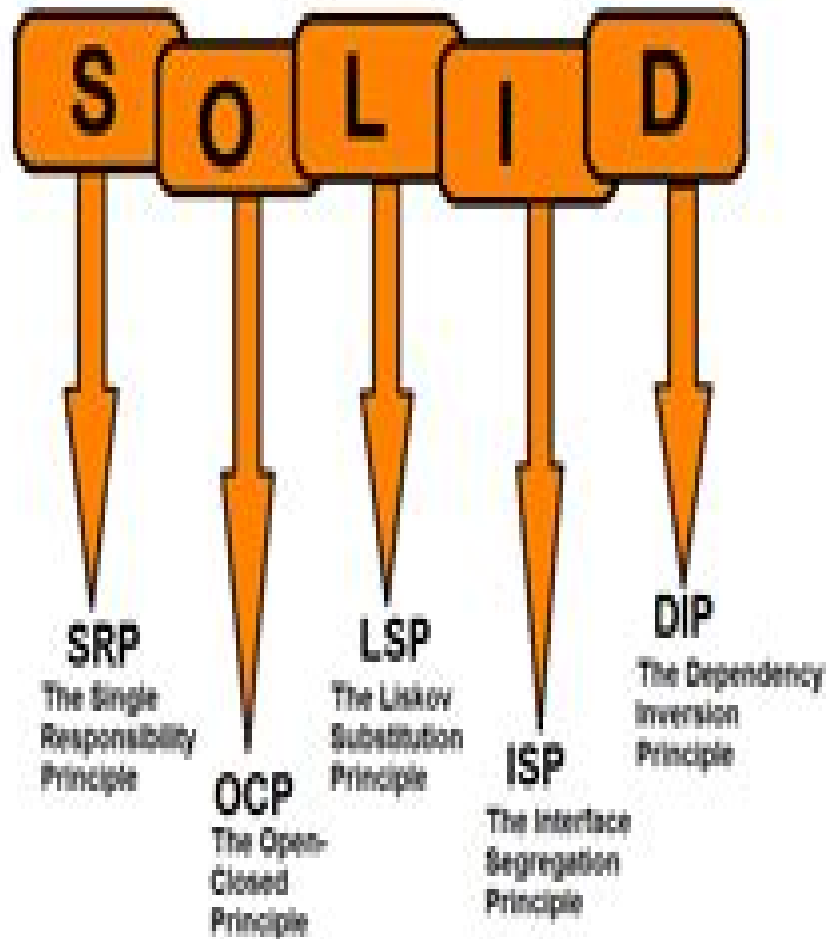 S O L I D
SRP
The Single
Responsibility
Principle
OCP
The Open-
Closed
Principle
LSP
The Liskov
Substitution
Principle
ISP
The Interface
Segregation
Principle
DIP
The Dependency
Inversion
Principle